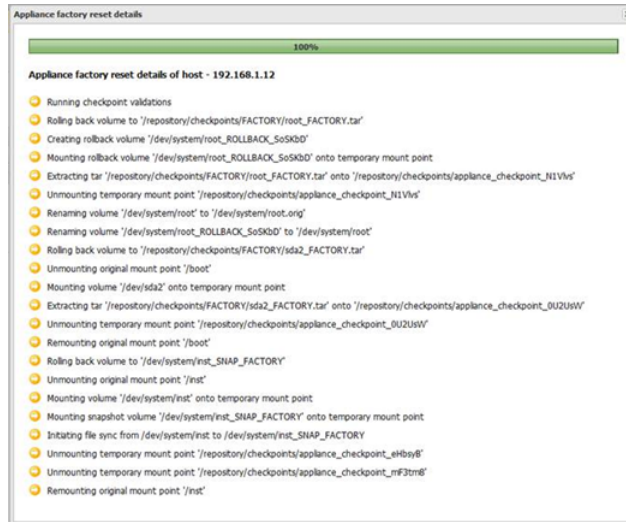 Appliance factory reset details
100%
Appliance factory reset details of host - 192.168.1.12
Running checkpoint validations
Rolling back volume to '/repository/checkpoints/FACTORY/root_FACTORY.tar'
Creating rollback volume '/dev/system/root_ROLLBACK_SoSKbD'
Mounting rollback volume '/dev/system/root_ROLLBACK_SoSKbD' onto temporary mount point
Extracting tar '/repository/checkpoints/FACTORY/root_FACTORY.tar' onto '/repository/checkpoints/appliance_checkpoint_N1Vlvs'
Unmounting temporary mount point '/repository/checkpoints/appliance_checkpoint_N1Vlvs'
Renaming volume '/dev/system/root' to '/dev/system/root.orig'
Renaming volume '/dev/system/root_ROLLBACK_SoSKbD' to '/dev/system/root'
Rolling back volume to '/repository/checkpoints/FACTORY/sda2_FACTORY.tar'
Unmounting original mount point '/boot'
Mounting volume '/dev/sda2' onto temporary mount point
Extracting tar '/repository/checkpoints/FACTORY/sda2_FACTORY.tar' onto '/repository/checkpoints/appliance_checkpoint_0U2UsW'
Unmounting temporary mount point '/repository/checkpoints/appliance_checkpoint_0U2UsW'
Remounting original mount point '/boot'
Rolling back volume to '/dev/system/inst_SNAP_FACTORY'
Unmounting original mount point '/inst'
Mounting volume '/dev/system/inst' onto temporary mount point
Mounting snapshot volume '/dev/system/inst_SNAP_FACTORY' onto temporary mount point
Initiating file sync from /dev/system/inst to /dev/system/inst_SNAP_FACTORY
Unmounting temporary mount point '/repository/checkpoints/appliance_checkpoint_eHbsyB'
Unmounting temporary mount point '/repository/checkpoints/appliance_checkpoint_mF3tm8'
Remounting original mount point '/inst'